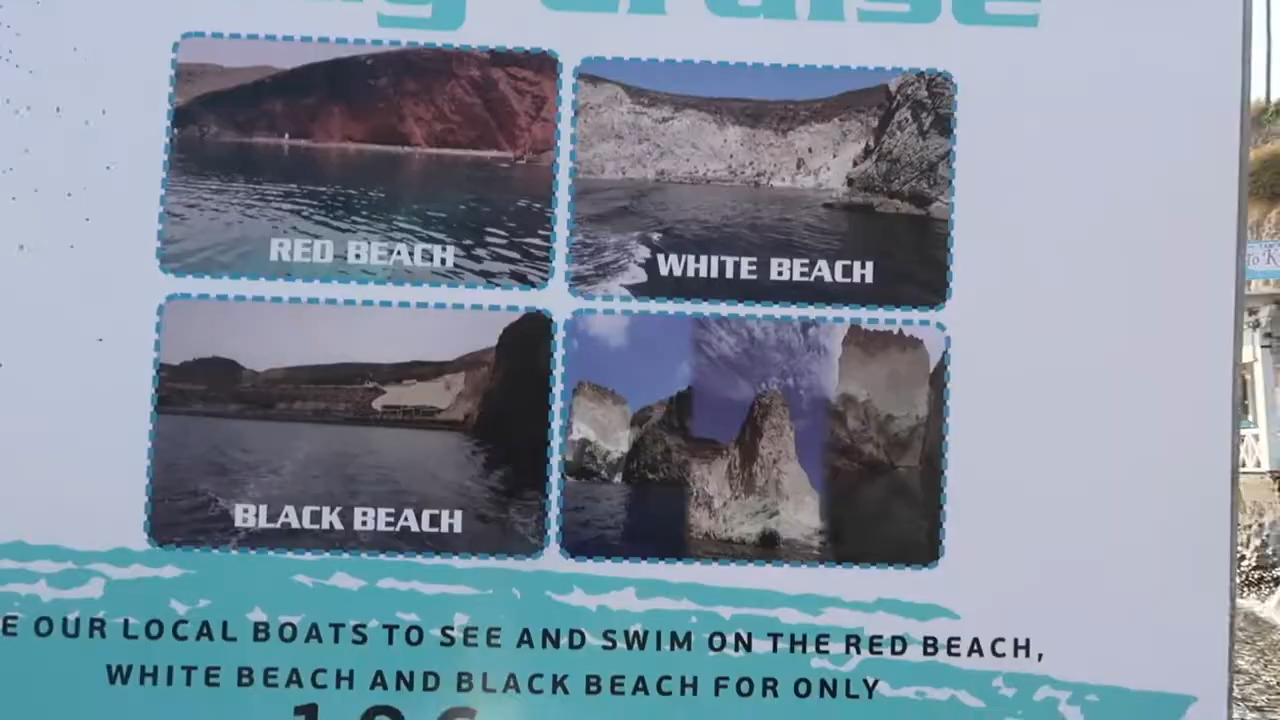 Cruise
RED BEACH
WHITE BEACH
BLACK BEACH
E OUR LOCAL BOATS TO SEE AND SWIM ON THE RED BEACH,
WHITE BEACH AND BLACK BEACH FOR ONLY